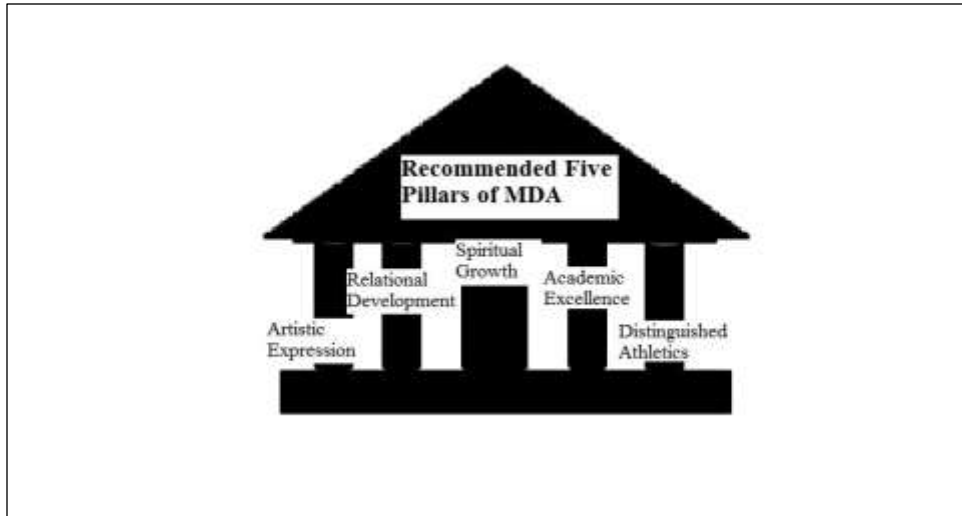 Recommended Five
Pillars of MDA
Artistic
Expression
Relational
Development
Spiritual
Growth
Academic
Excellence
Distinguished
Athletics